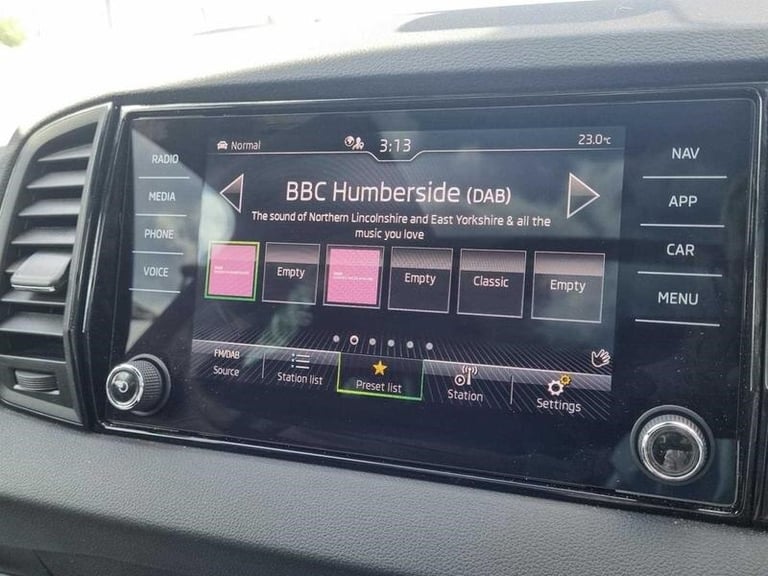 Normal
3:13
23.0°C
RADIO
MEDIA
PHONE
VOICE
BBC Humberside (DAB)
The sound of Northern Lincolnshire and East Yorkshire & all the
music you love
Empty
Empty
Classic
Empty
FM/DAB
Source
Station list
Preset list
Station
Settings
NAV
APP
CAR
MENU